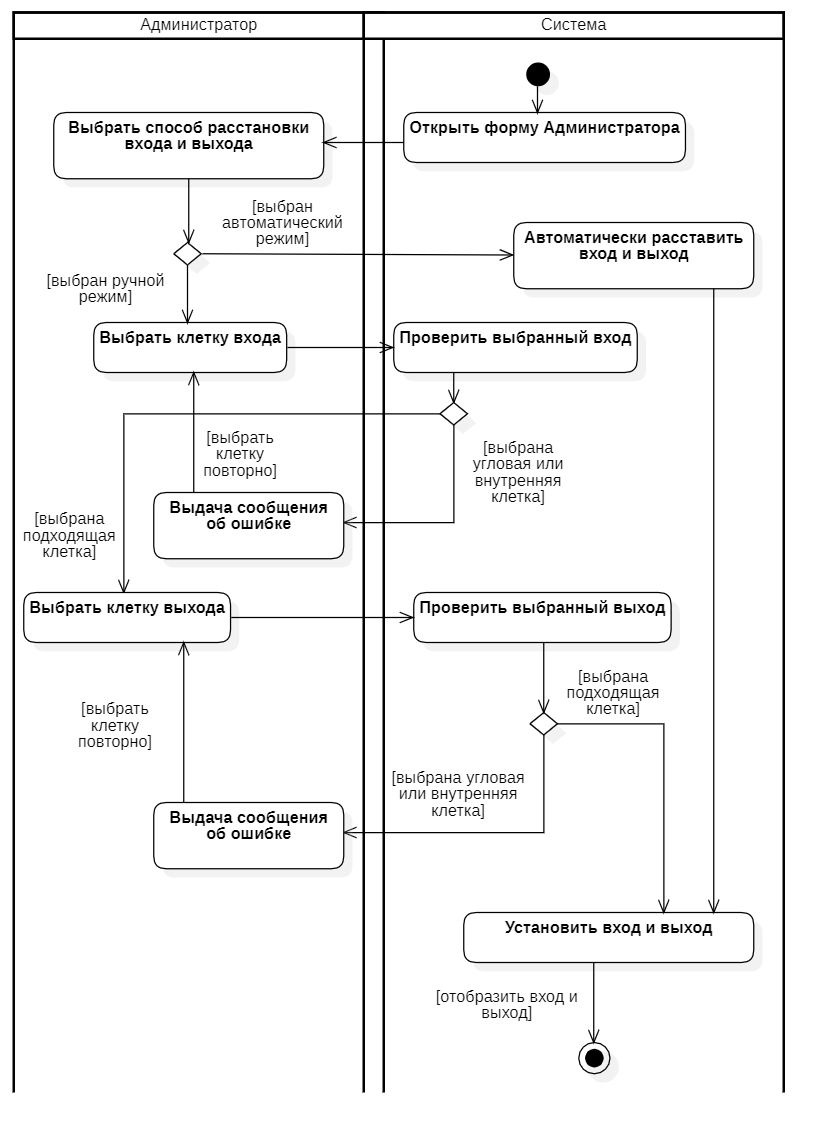 Администратор
Система
Открыть форму Администратора
Выбрать способ расстановки
входа и выхода
[выбран
автоматический
режим]
Автоматически расставить
вход и выход
[выбран ручной
режим]
Выбрать клетку входа
Проверить выбранный вход
[выбрать
клетку
повторно]
[выбрана
угловая или
внутренняя
клетка]
Выдача сообщения
об ошибке
[выбрана
подходящая
клетка]
Выбрать клетку выхода
Проверить выбранный выход
[выбрана
подходящая
клетка]
[выбрать
клетку
повторно]
[выбрана угловая
или внутренняя
клетка]
Выдача сообщения
об ошибке
Установить вход и выход
[отобразить вход и
выход]